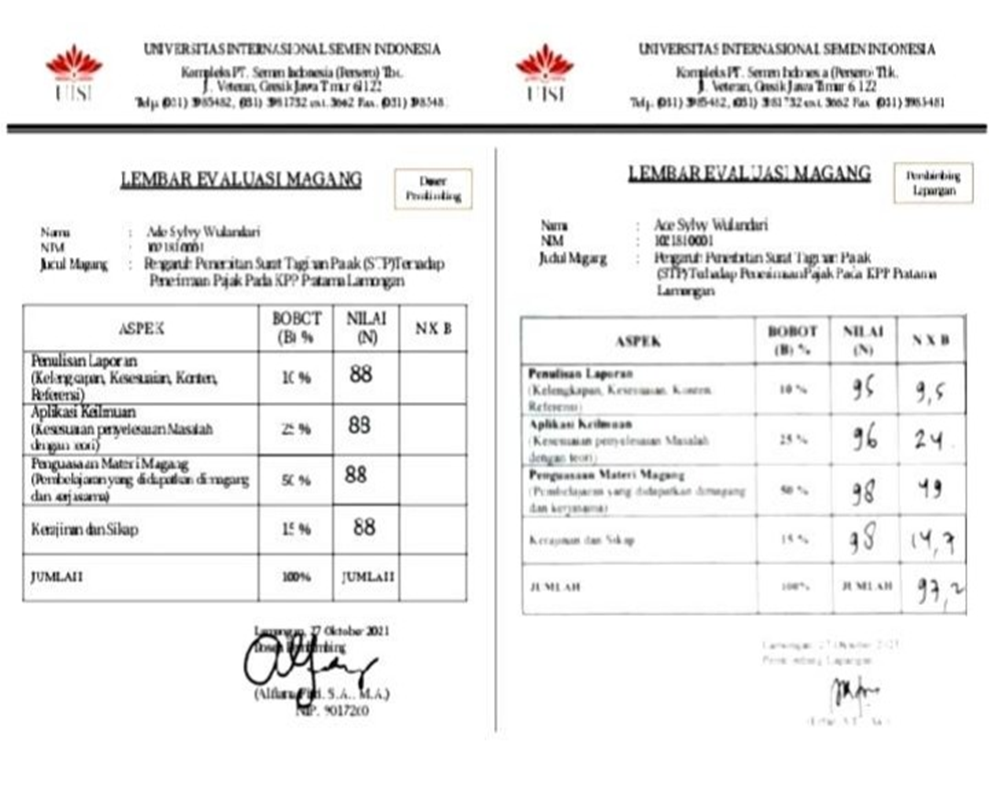 UNIVERSITAS INTERNASIONAL SEMEN INDONESIA
Kompleks PT. Semen Indonesia (Persero) Tbk.
Jl. Veteran, Gresik Jawa Timur 61122
Telp. (031) 3985482, (031) 3981732 ext. 3662 Fax. (031) 398548
UISI
LEMBAR EVALUASI MAGANG
Dosen
Pembimbing
Nama : Ade Sylvy Wulandari
NIM : 1021810001
Judul Magang : Pengaruh Penerbitan Surat Tagihan Pajak (STP) Terhadap
Penerimaan Pajak Pada KPP Pratama Lamongan
ASPEK BOBOT (B) % NILAI (N) N X B
Penulisan Laporan
(Kelengkapan, Kesesuaian, Konten, 10 % 88
Referensi)
Aplikasi Keilmuan
(Kesesuaian penyelesaian Masalah 25 % 88
dengan teori)
Penguasaan Materi Magang
(Pembelajaran yang didapatkan dimagang 50 % 88
dan kerjasama)
Kerajinan dan Sikap 15 % 88
JUMLAH 100% JUMLAH
Lamongan, 27 Oktober 2021
Dosen Pembimbing
S.A., M.A.)
NIP. 9017260
UNIVERSITAS INTERNASIONAL SEMEN INDONESIA
Kompleks PT. Semen Indonesia (Persero) Tbk.
Jl. Veteran, Gresik Jawa Timur 61122
Telp. (031) 3985482, (031) 3981732 ext. 3662 Fax. (031) 3985481
UISI
LEMBAR EVALUASI MAGANG
Pembimbing
Lapangan
Nama : Ade Sylvy Wulandari
NIM : 1021810001
Judul Magang : Pengaruh Penerbitan Surat Tagihan Pajak
(STP) Terhadap Penerimaan Pajak Pada KPP Pratama
Lamongan
ASPEK BOBOT (B) % NILAI (N) N X B
Penulisan Laporan
(Kelengkapan, Kesesuaian, Konten, 10 % 95 9,5
Referensi)
Aplikasi Keilmuan
(Kesesuaian penyelesaian Masalah 25 % 96 24
dengan teori)
Penguasaan Materi Magang
(Pembelajaran yang didapatkan dimagang 50 % 98 49
dan kerjasama)
Kerajinan dan Sikap 15 % 98 14,7
JUMLAH 100% JUMLAH 97,2
Lamongan, 27 Oktober 2021
Pembimbing Lapangan